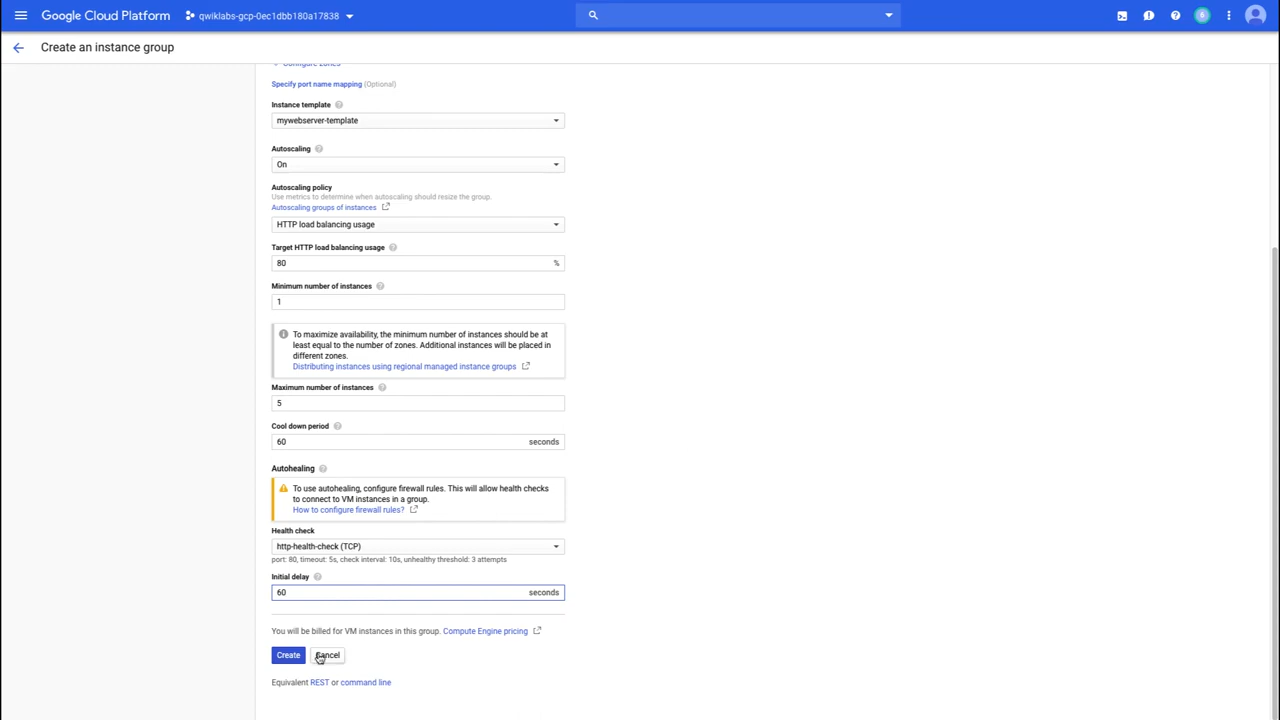 Google Cloud Platform
qwiklabs-gcp-0ec1dbb180a17838
6
Create an instance group
Configure zones
Specify port name mapping (Optional)
Instance template
mywebserver-template
Autoscaling
On
Autoscaling policy
Use metrics to determine when autoscaling should resize the group.
Autoscaling groups of instances
HTTP load balancing usage
Target HTTP load balancing usage
80 %
Minimum number of instances
1
To maximize availability, the minimum number of instances should be at
least equal to the number of zones. Additional instances will be placed in
different zones.
Distributing instances using regional managed instance groups
Maximum number of instances
5
Cool down period
60 seconds
Autohealing
To use autohealing, configure firewall rules. This will allow health checks
to connect to VM instances in a group.
How to configure firewall rules?
Health check
http-health-check (TCP)
port: 80, timeout: 5s, check interval: 10s, unhealthy threshold: 3 attempts
Initial delay
60 seconds
You will be billed for VM instances in this group. Compute Engine pricing
Create Cancel
Equivalent REST or command line